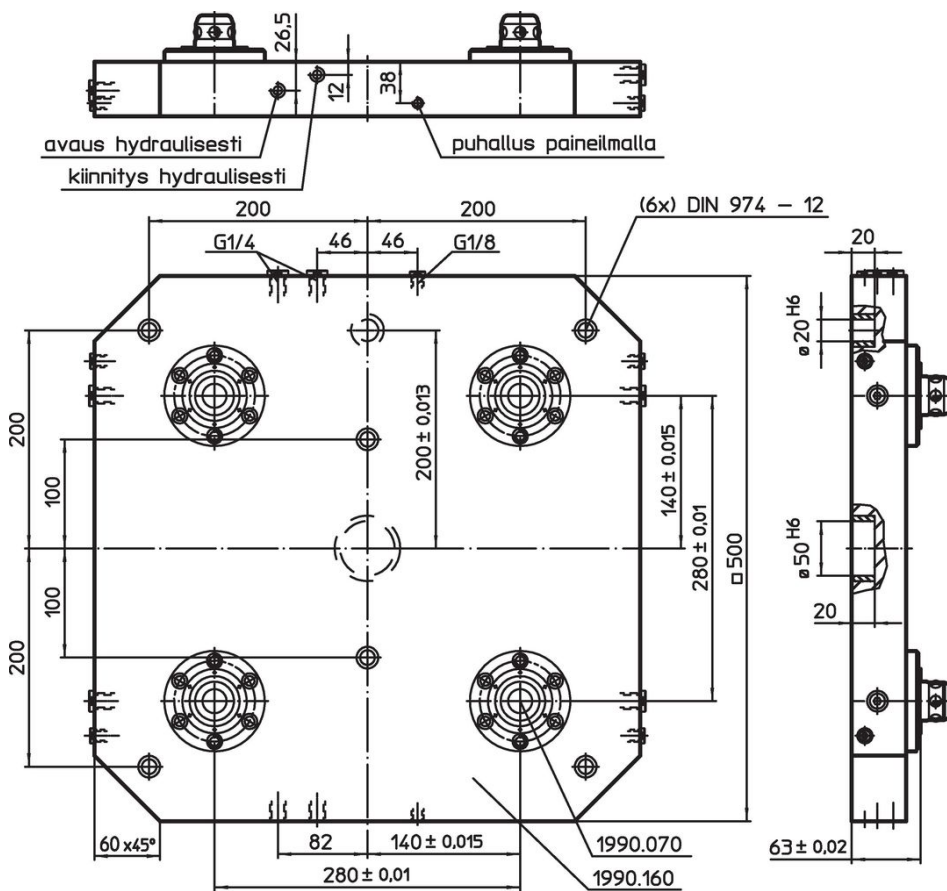 26,5
12
38
avaus hydraulisesti
puhallus paineilmalla
kiinnitys hydraulisesti
200
200
(6x) DIN 974 – 12
G1/4
46
46
G1/8
20
ø20 H6
200
200±0,013
140±0,015
100
280±0,01
□500
ø50 H6
100
20
200
60x45°
82
140±0,015
1990.070
63±0,02
280±0,01
1990.160